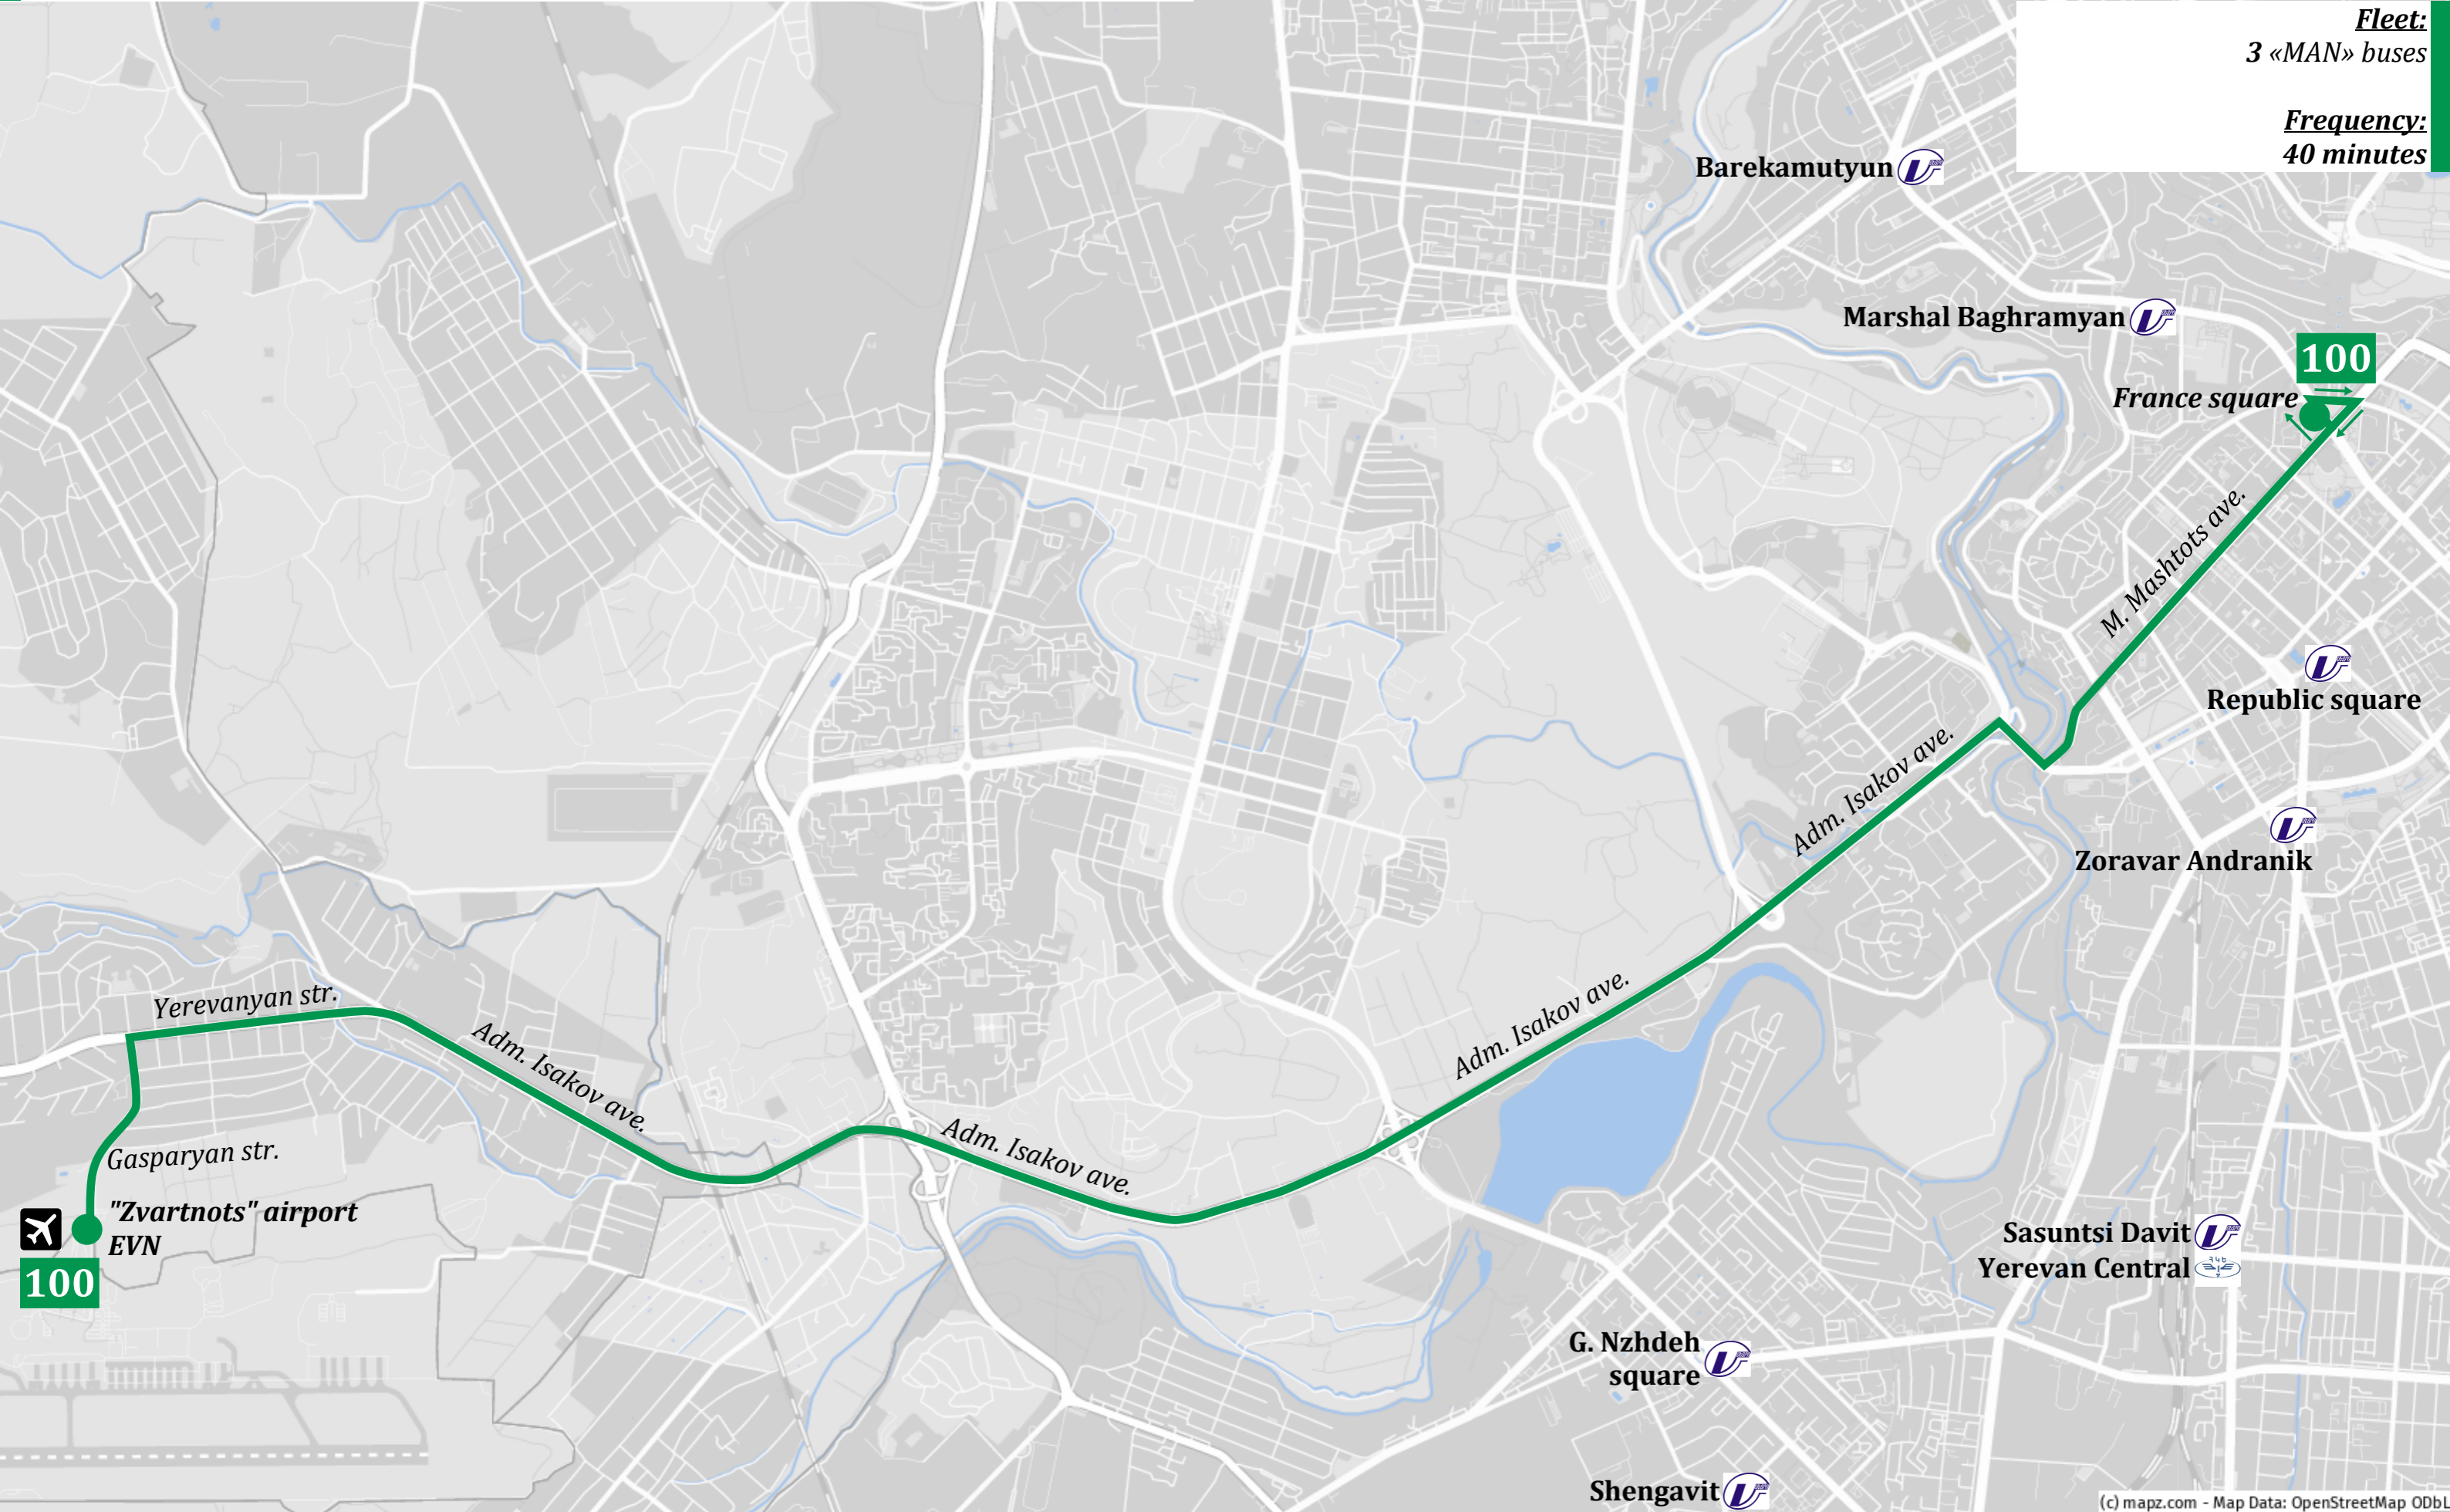 Fleet:
3 «MAN» buses
Frequency:
40 minutes
Barekamutyun
Marshal Baghramyan
100
France square
M. Mashtots ave.
Republic square
Adm. Isakov ave.
Zoravar Andranik
Adm. Isakov ave.
Yerevanyan str.
Adm. Isakov ave.
Adm. Isakov ave.
Gasparyan str.
"Zvartnots" airport
EVN
100
Sasuntsi Davit
Yerevan Central
G. Nzhdeh
square
Shengavit
(c) mapz.com - Map Data: OpenStreetMap ODbL